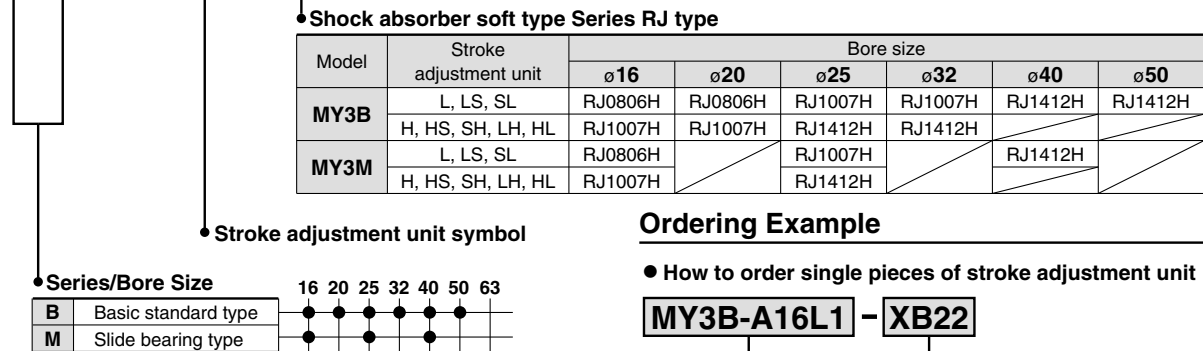 Shock absorber soft type Series RJ type
Model Stroke adjustment unit Bore size
ø16 ø20 ø25 ø32 ø40 ø50
MY3B L, LS, SL RJ0806H RJ0806H RJ1007H RJ1007H RJ1412H RJ1412H
H, HS, SH, LH, HL RJ1007H RJ1007H RJ1412H RJ1412H
MY3M L, LS, SL RJ0806H RJ1007H RJ1412H
H, HS, SH, LH, HL RJ1007H RJ1412H
Stroke adjustment unit symbol
Series/Bore Size 16 20 25 32 40 50 63
B Basic standard type
M Slide bearing type
Ordering Example
● How to order single pieces of stroke adjustment unit
MY3B-A16L1 - XB22